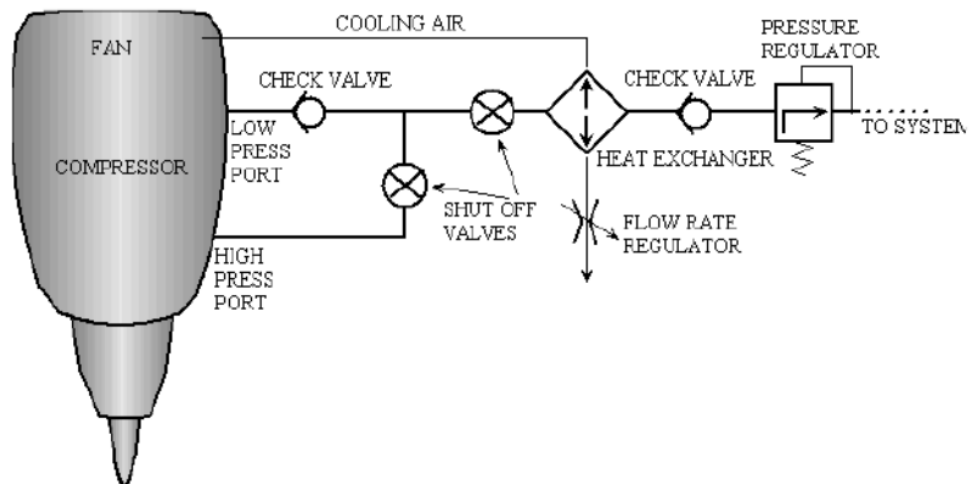 FAN
COOLING AIR
PRESSURE
REGULATOR
CHECK VALVE
CHECK VALVE
LOW
PRESS
PORT
TO SYSTEM
COMPRESSOR
HEAT EXCHANGER
SHUT OFF
VALVES
FLOW RATE
REGULATOR
HIGH
PRESS
PORT